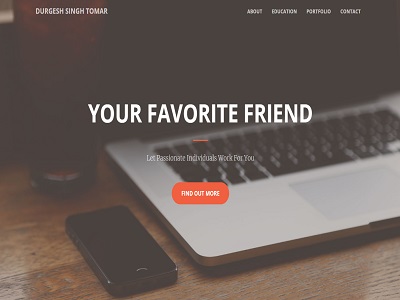 DURGESH SINGH TOMAR
ABOUT EDUCATION PORTFOLIO CONTACT
YOUR FAVORITE FRIEND
Let Passionate Individuals Work For You
FIND OUT MORE